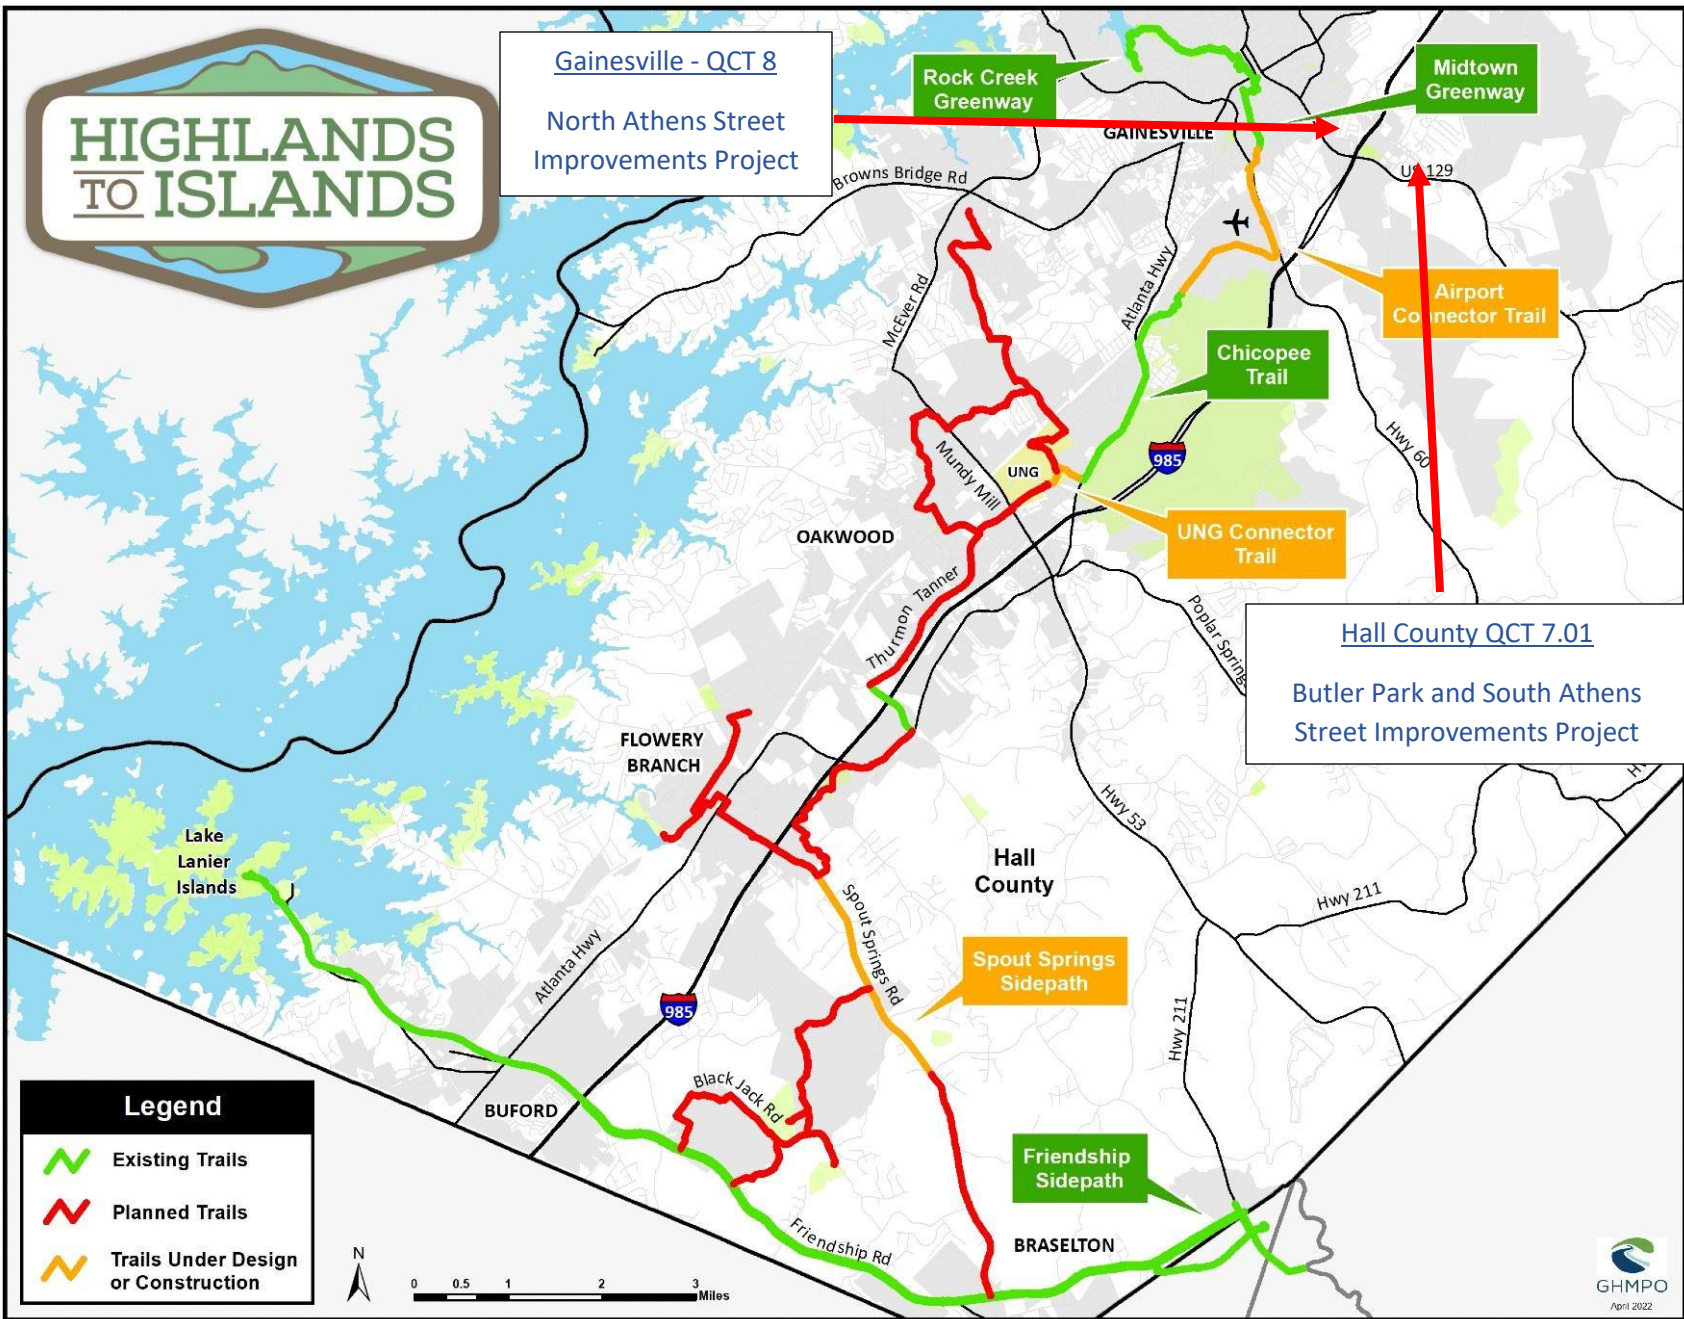 HIGHLANDS
TO ISLANDS
Gainesville - QCT 8
North Athens Street
Improvements Project
Rock Creek
Greenway
Midtown
Greenway
GAINESVILLE
US 129
Browns Bridge Rd
McEver Rd
Atlanta Hwy
Airport
Connector Trail
Chicopee
Trail
Hwy 60
985
Mundy Mill
UNG
OAKWOOD
UNG Connector
Trail
Thurmon Tanner
Poplar Spring
Hall County QCT 7.01
Butler Park and South Athens
Street Improvements Project
FLOWERY
BRANCH
Hwy 53
Lake
Lanier
Islands
Hall
County
Spout Springs Rd
Hwy 211
Atlanta Hwy
985
Spout Springs
Sidepath
Hwy 211
Black Jack Rd
BUFORD
Friendship
Sidepath
Friendship Rd
BRASELTON
Legend
Existing Trails
Planned Trails
Trails Under Design
or Construction
N
0 0.5 1 2 3
Miles
GHMPO
April 2022